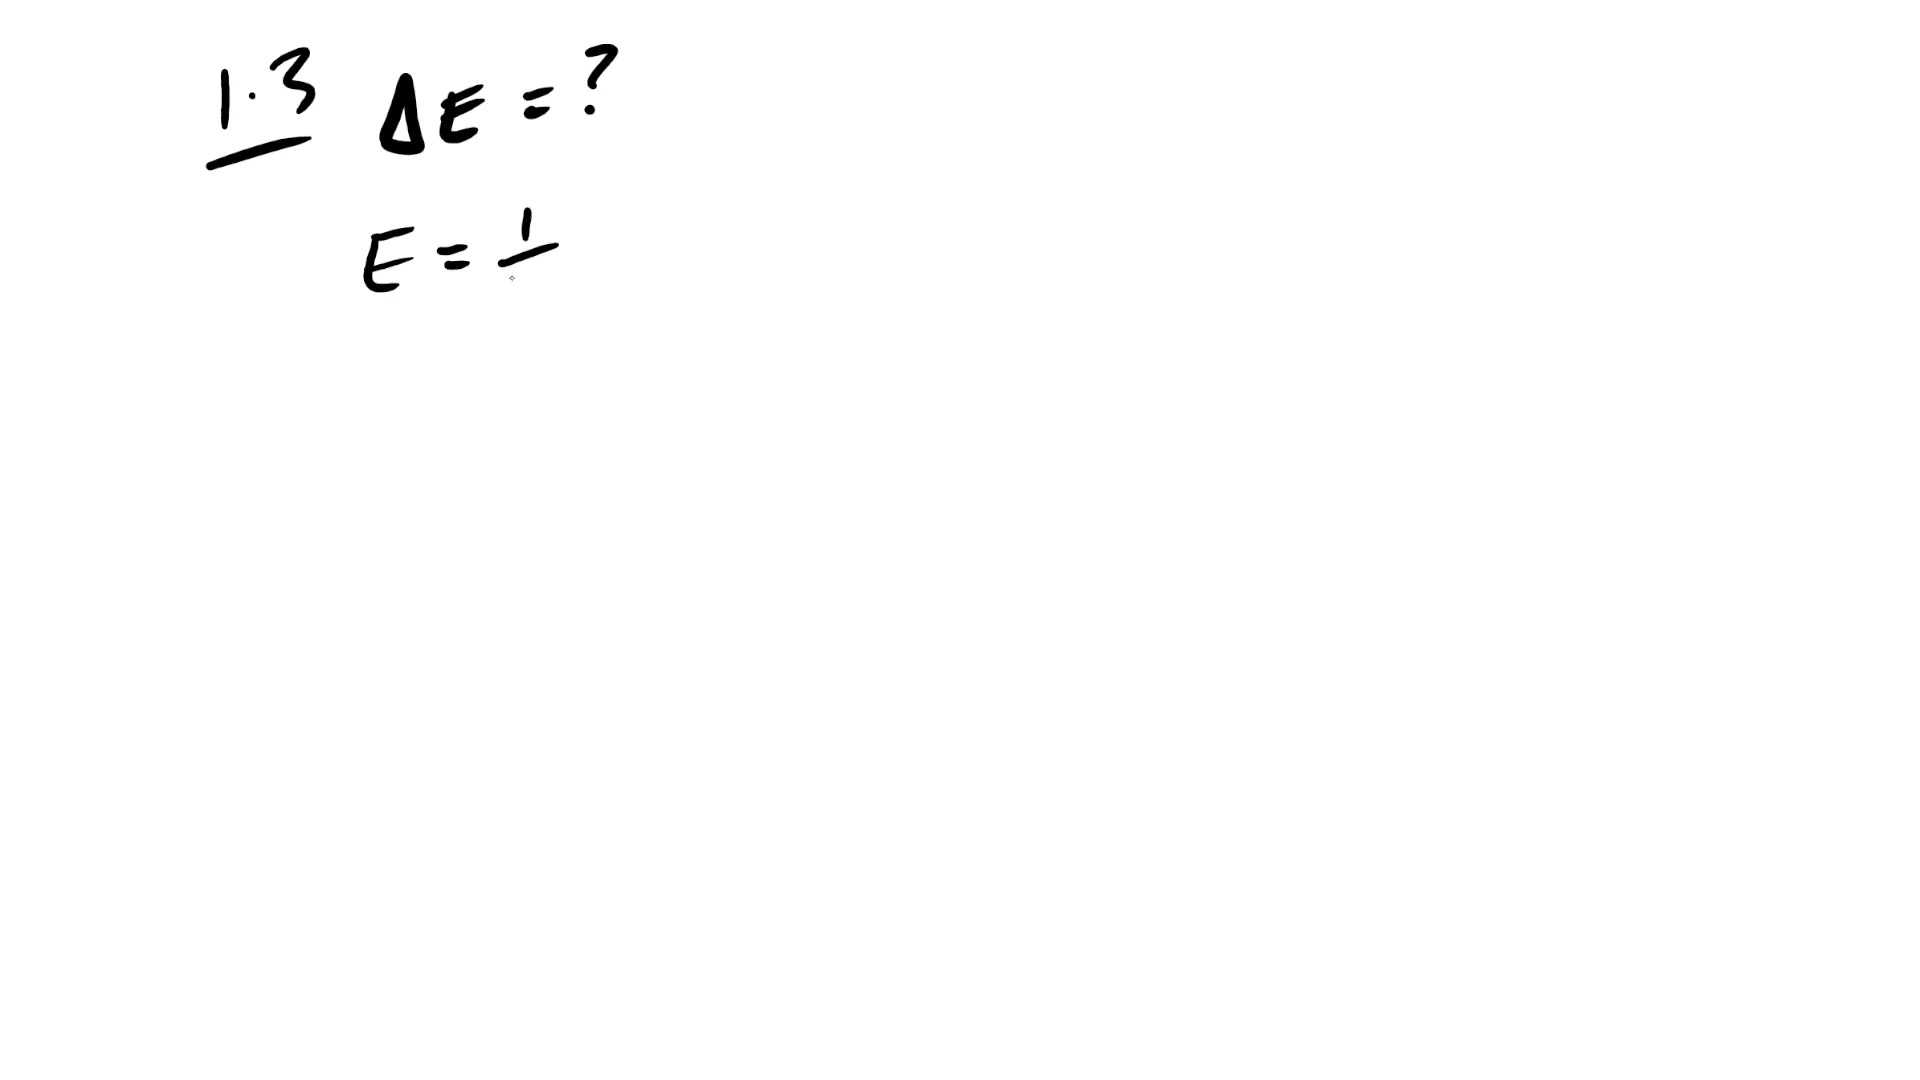 1.3 ΔE = ?
E = 1/